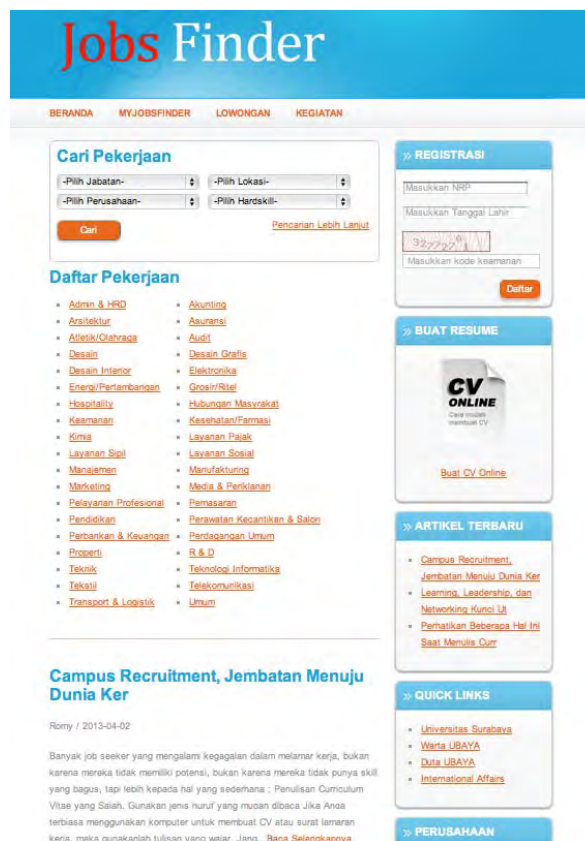 Jobs Finder
BERANDA MYJOBSFINDER LOWONGAN KEGIATAN
Cari Pekerjaan
-Pilih Jabatan- -Pilih Lokasi-
-Pilih Perusahaan- -Pilih Hardskill-
Cari Pencarian Lebih Lanjut
Daftar Pekerjaan
Admin & HRD Akunting
Arsitektur Asuransi
Atletik/Olahraga Audit
Desain Desain Grafis
Desain Interior Elektronika
Energi/Pertambangan Grosir/Ritel
Hospitality Hubungan Masyrakat
Keamanan Kesehatan/Farmasi
Kimia Layanan Pajak
Layanan Sipil Layanan Sosial
Manajemen Manufakturing
Marketing Media & Periklanan
Pelayanan Profesional Pemasaran
Pendidikan Perawatan Kecantikan & Salon
Perbankan & Keuangan Perdagangan Umum
Properti R & D
Teknik Teknologi Informatika
Tekstil Telekomunikasi
Transport & Logistik Umum
Campus Recruitment, Jembatan Menuju
Dunia Ker
Romy / 2013-04-02
Banyak job seeker yang mengalami kegagalan dalam melamar kerja, bukan
karena mereka tidak memiliki potensi, bukan karena mereka tidak punya skill
yang bagus, tapi lebih kepada hal yang sederhana ; Penulisan Curriculum
Vitae yang Salah. Gunakan jenis huruf yang mudah dibaca Jika Anda
terbiasa menggunakan komputer untuk membuat CV atau surat lamaran
kerja, maka gunakanlah tulisan yang wajar. Jang... Baca Selengkapnya
» REGISTRASI
Masukkan NRP
Masukkan Tanggal Lahir
Masukkan kode keamanan
Daftar
» BUAT RESUME
CV
ONLINE
Cara mudah
membuat CV
Buat CV Online
» ARTIKEL TERBARU
Campus Recruitment,
Jembatan Menuju Dunia Ker
Learning, Leadership, dan
Networking Kunci Ut
Perhatikan Beberapa Hal Ini
Saat Menulis Curr
» QUICK LINKS
Universitas Surabaya
Warta UBAYA
Duta UBAYA
International Affairs
» PERUSAHAAN